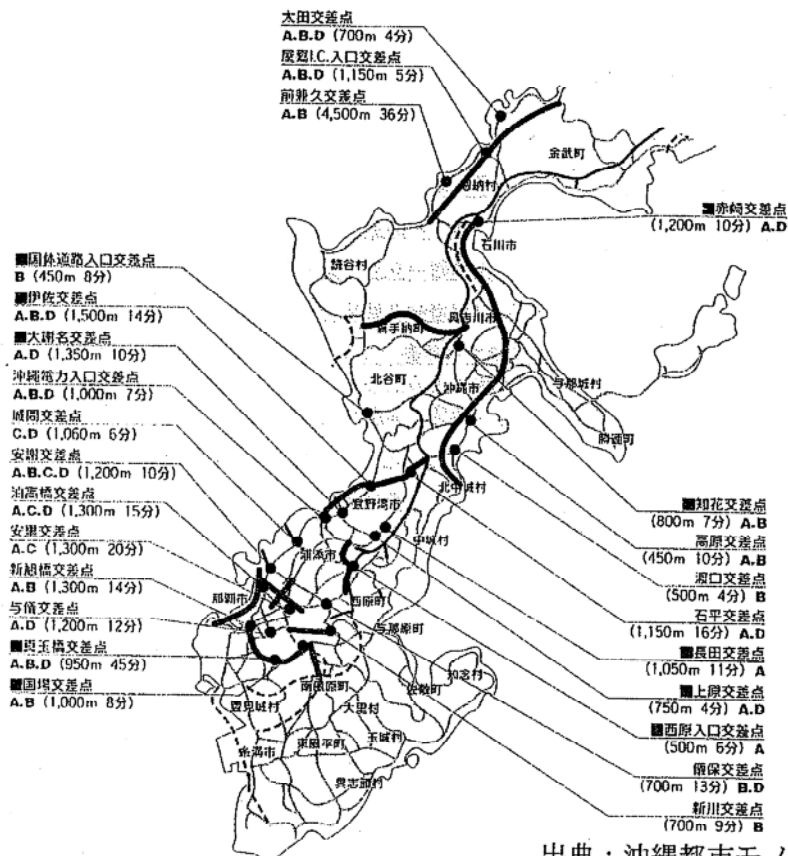 太田交差点
A.B.D (700m 4分)
屋嘉I.C.入口交差点
A.B.D (1,150m 5分)
前兼久交差点
A.B (4,500m 36分)
■国体道路入口交差点
B (450m 8分)
■伊佐交差点
A.B.D (1,500m 14分)
■大謝名交差点
A.D (1,350m 10分)
沖縄電力入口交差点
A.B.D (1,000m 7分)
城間交差点
C.D (1,060m 6分)
安謝交差点
A.B.C.D (1,200m 10分)
泊高橋交差点
A.C.D (1,300m 15分)
安里交差点
A.C (1,300m 20分)
新旭橋交差点
A.B (1,300m 14分)
与儀交差点
A.D (1,200m 12分)
■真玉橋交差点
A.B.D (950m 45分)
■国場交差点
A.B (1,000m 8分)
金武町
恩納村
石川市
読谷村
具志川市
嘉手納町
北谷町
沖縄市
与那城村
勝連町
北中城村
宜野湾市
中城村
浦添市
那覇市
西原町
与那原町
南風原町
知念村
佐敷町
豊見城村
大里村
玉城村
糸満市
東風平町
具志頭村
■赤崎交差点
(1,200m 10分) A.D
■知花交差点
(800m 7分) A.B
高原交差点
(450m 10分) A.B
渡口交差点
(500m 4分) B
石平交差点
(1,150m 16分) A.D
■長田交差点
(1,050m 11分) A
■上原交差点
(750m 4分) A.D
■西原入口交差点
(500m 6分) A
儀保交差点
(700m 13分) B.D
新川交差点
(700m 9分) B
出典：沖縄都市モノ